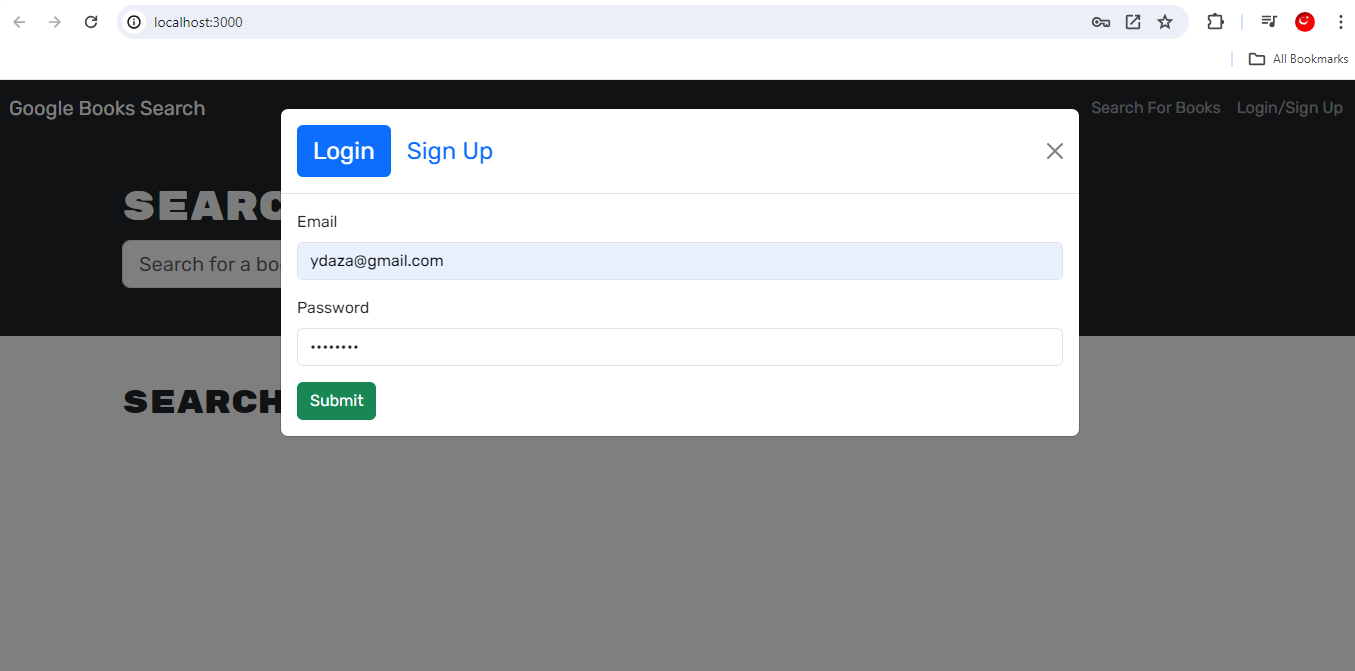 localhost:3000
All Bookmarks
Google Books Search
Search For Books
Login/Sign Up
Login
Sign Up
SEARC
Search for a bo
Email
ydaza@gmail.com
Password
••••••••
SEARCH
Submit